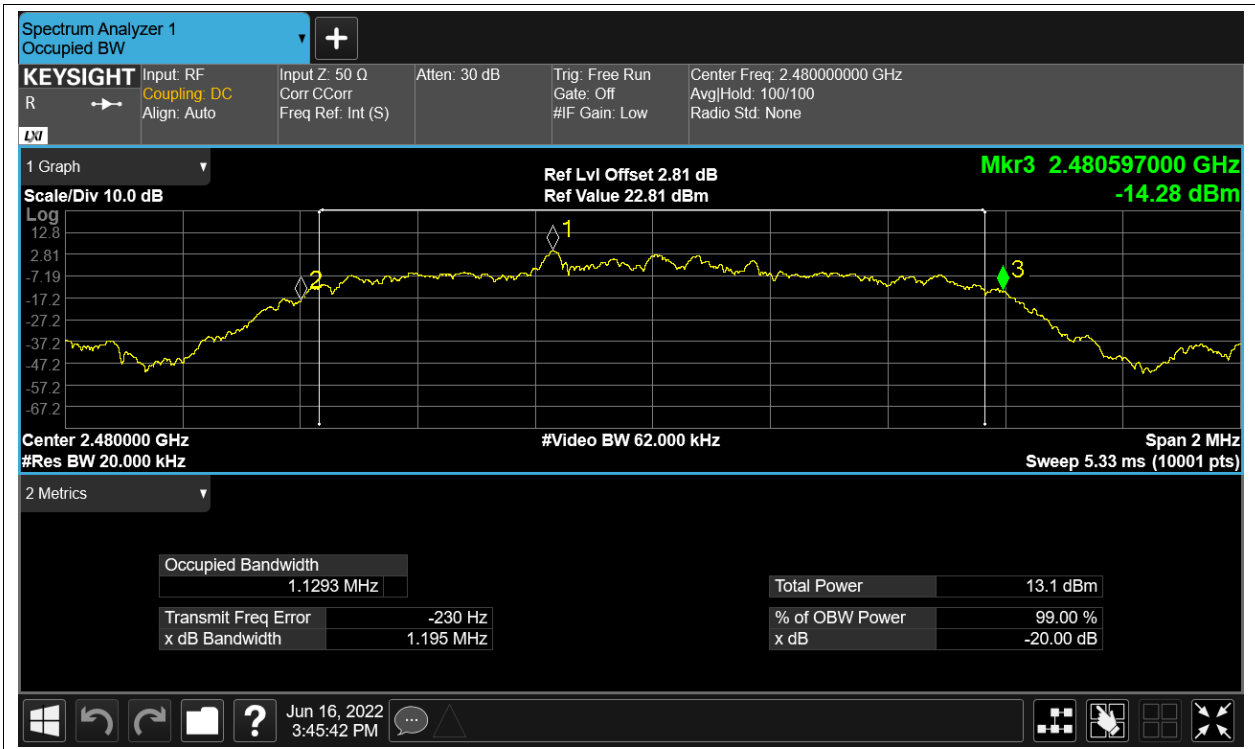 Spectrum Analyzer 1
Occupied BW
KEYSIGHT
R
LXI
Input: RF
Coupling: DC
Align: Auto
Input Z: 50 Ω
Corr CCorr
Freq Ref: Int (S)
Atten: 30 dB
Trig: Free Run
Gate: Off
#IF Gain: Low
Center Freq: 2.480000000 GHz
Avg|Hold: 100/100
Radio Std: None
1 Graph
Scale/Div 10.0 dB
Ref Lvl Offset 2.81 dB
Ref Value 22.81 dBm
Mkr3 2.480597000 GHz
-14.28 dBm
Log
12.8
2.81
-7.19
-17.2
-27.2
-37.2
-47.2
-57.2
-67.2
1
2
3
Center 2.480000 GHz
#Res BW 20.000 kHz
#Video BW 62.000 kHz
Span 2 MHz
Sweep 5.33 ms (10001 pts)
2 Metrics
Occupied Bandwidth
1.1293 MHz
Transmit Freq Error -230 Hz
x dB Bandwidth 1.195 MHz
Total Power 13.1 dBm
% of OBW Power 99.00 %
x dB -20.00 dB
?
Jun 16, 2022
3:45:42 PM